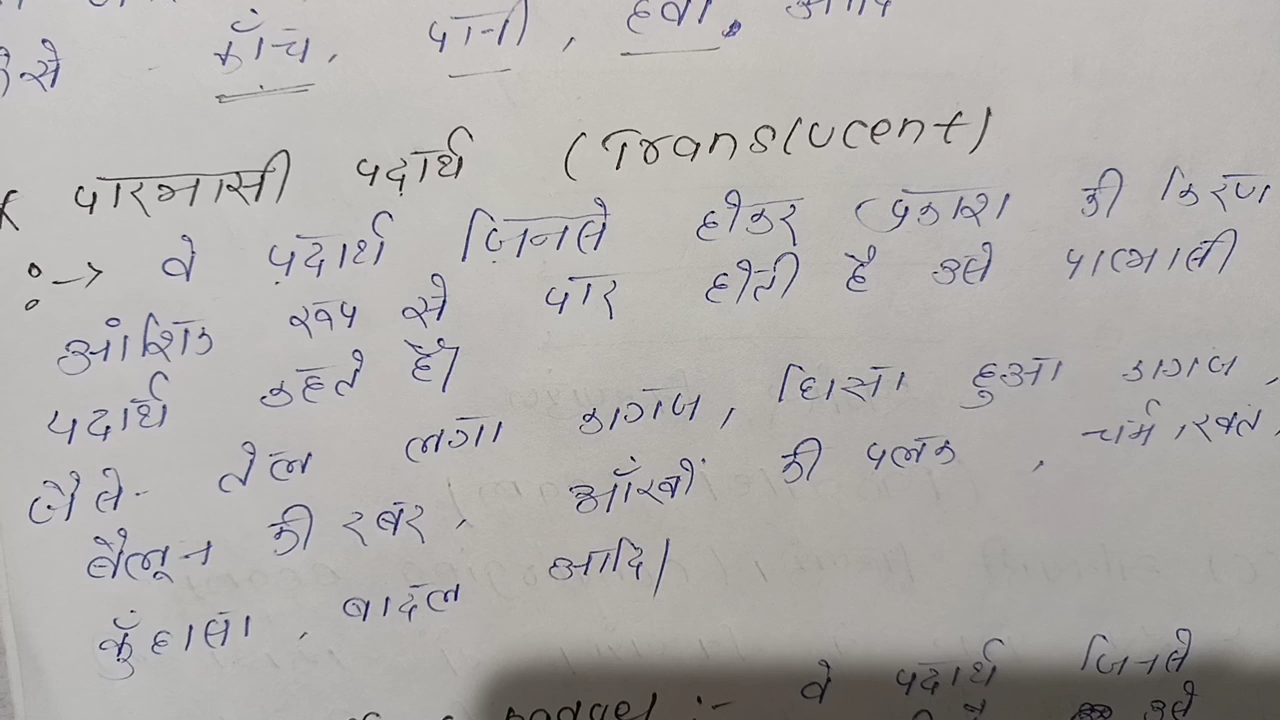 जैसे - काँच, पानी, हवा, आदि
* पारभासी पदार्थ (Translucent)
:→ वे पदार्थ जिनसे होकर प्रकाश की किरण
आंशिक रूप से पार होती है उसे पारभासी
पदार्थ कहते हैं।
जैसे- तेल लगा कागज, घिसा हुआ कागज,
बैलून की रबर, आँखों की पलक, चर्म, रक्त,
कुँहासा, बादल आदि।
:- वे पदार्थ जिनसे
उसे